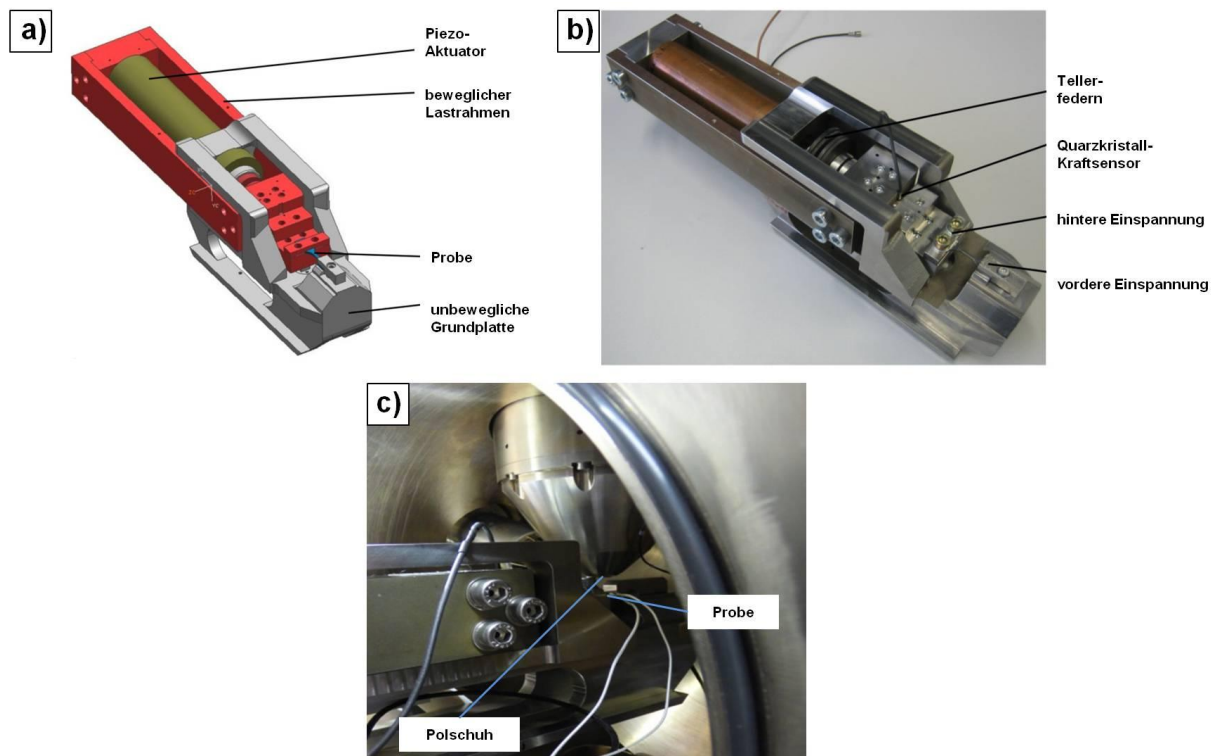 a)
Piezo-
Aktuator
beweglicher
Lastrahmen
Probe
unbewegliche
Grundplatte
b)
Teller-
federn
Quarzkristall-
Kraftsensor
hintere Einspannung
vordere Einspannung
c)
Probe
Polschuh